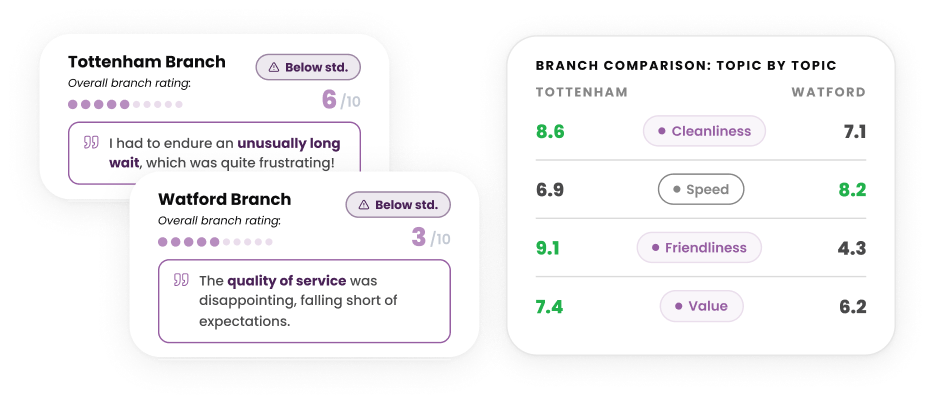 Tottenham Branch
Below std.
Overall branch rating:
6 /10
I had to endure an unusually long
wait, which was quite frustrating!
Watford Branch
Below std.
Overall branch rating:
3 /10
The quality of service was
disappointing, falling short of
expectations.
BRANCH COMPARISON: TOPIC BY TOPIC
TOTTENHAM WATFORD
8.6 Cleanliness 7.1
6.9 Speed 8.2
9.1 Friendliness 4.3
7.4 Value 6.2